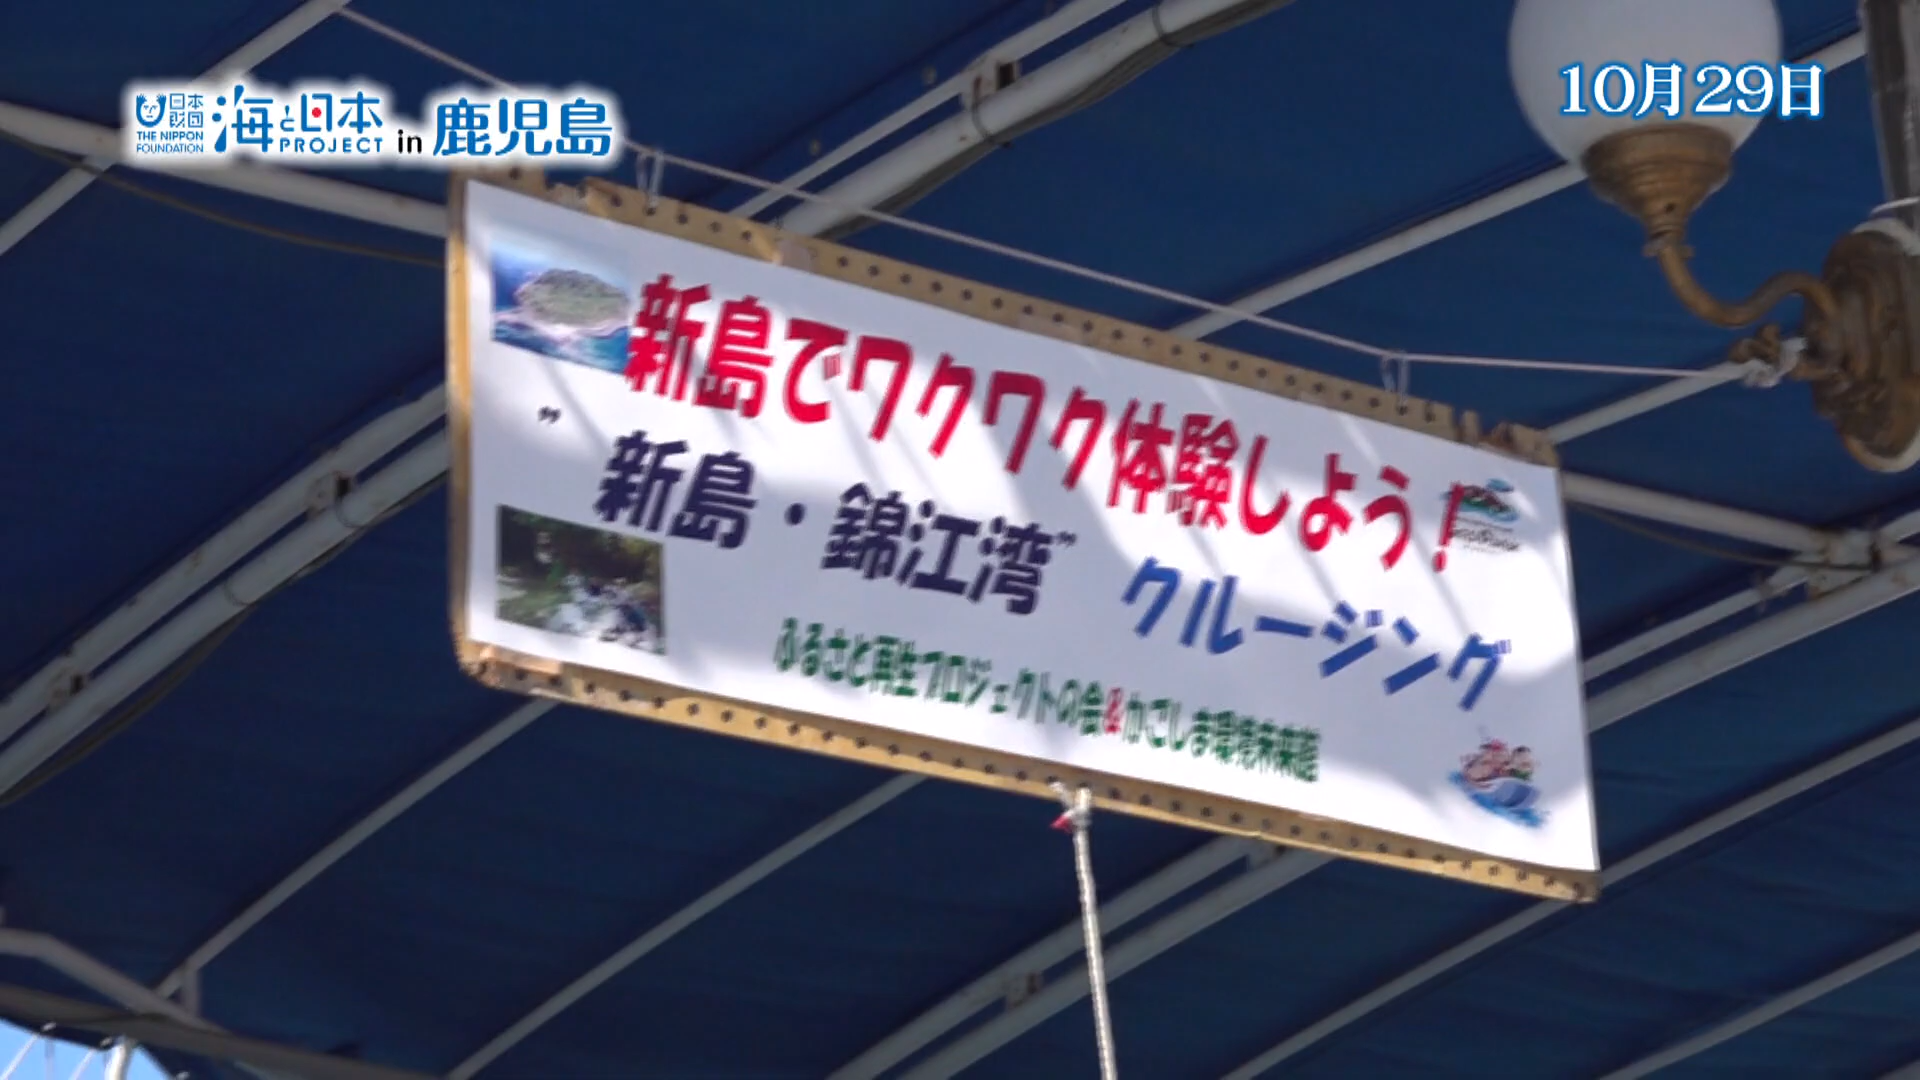 日本財団
THE NIPPON FOUNDATION
海と日本 PROJECT in 鹿児島
10月29日
新島でワクワク体験しよう!
”新島・錦江湾” クルージング
ふるさと再生プロジェクトの会&かごしま環境未来館